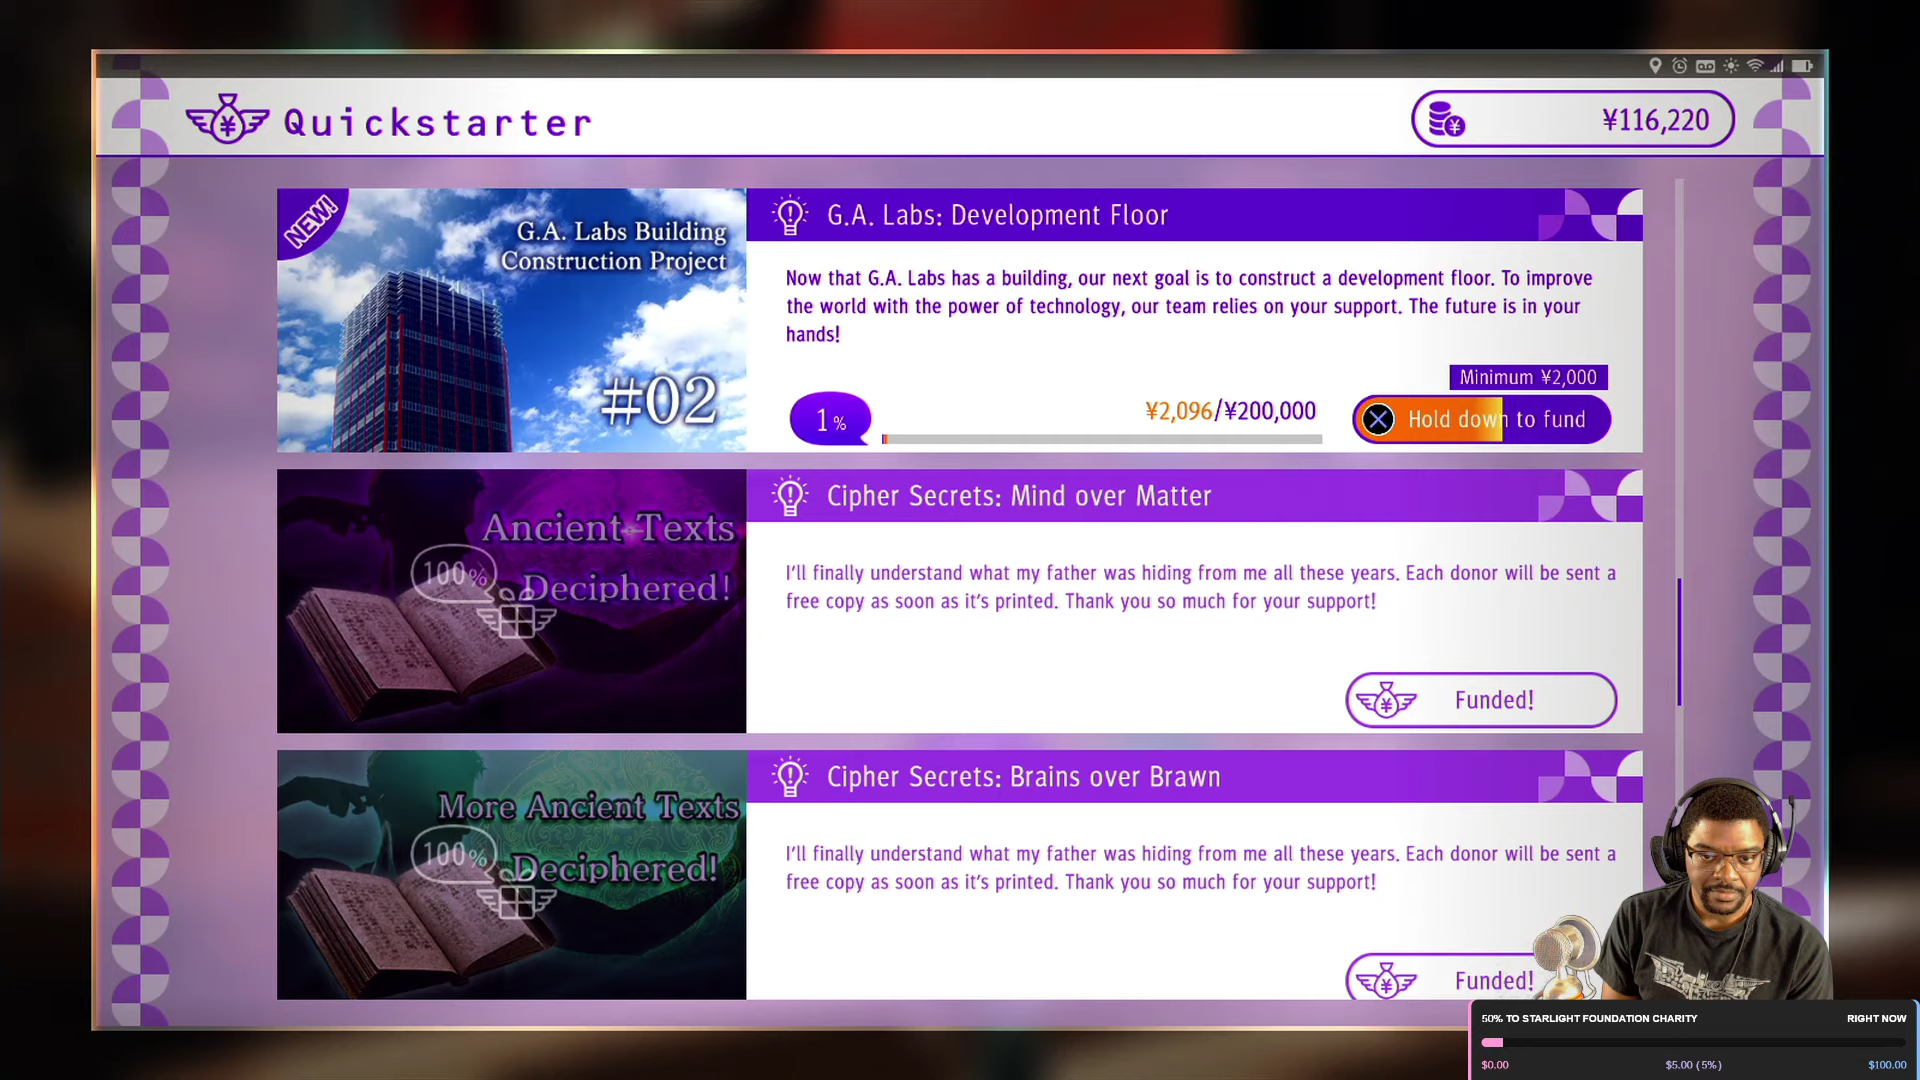 Quickstarter
¥116,220
NEW!
G.A. Labs Building
Construction Project
#02
G.A. Labs: Development Floor
Now that G.A. Labs has a building, our next goal is to construct a development floor. To improve
the world with the power of technology, our team relies on your support. The future is in your
hands!
Minimum ¥2,000
1 %
¥2,096/¥200,000
Hold down to fund
Ancient Texts
100%
Deciphered!
Cipher Secrets: Mind over Matter
I'll finally understand what my father was hiding from me all these years. Each donor will be sent a
free copy as soon as it's printed. Thank you so much for your support!
Funded!
More Ancient Texts
100%
Deciphered!
Cipher Secrets: Brains over Brawn
I'll finally understand what my father was hiding from me all these years. Each donor will be sent a
free copy as soon as it's printed. Thank you so much for your support!
Funded!
50% TO STARLIGHT FOUNDATION CHARITY
RIGHT NOW
$0.00
$5.00 (5%)
$100.00